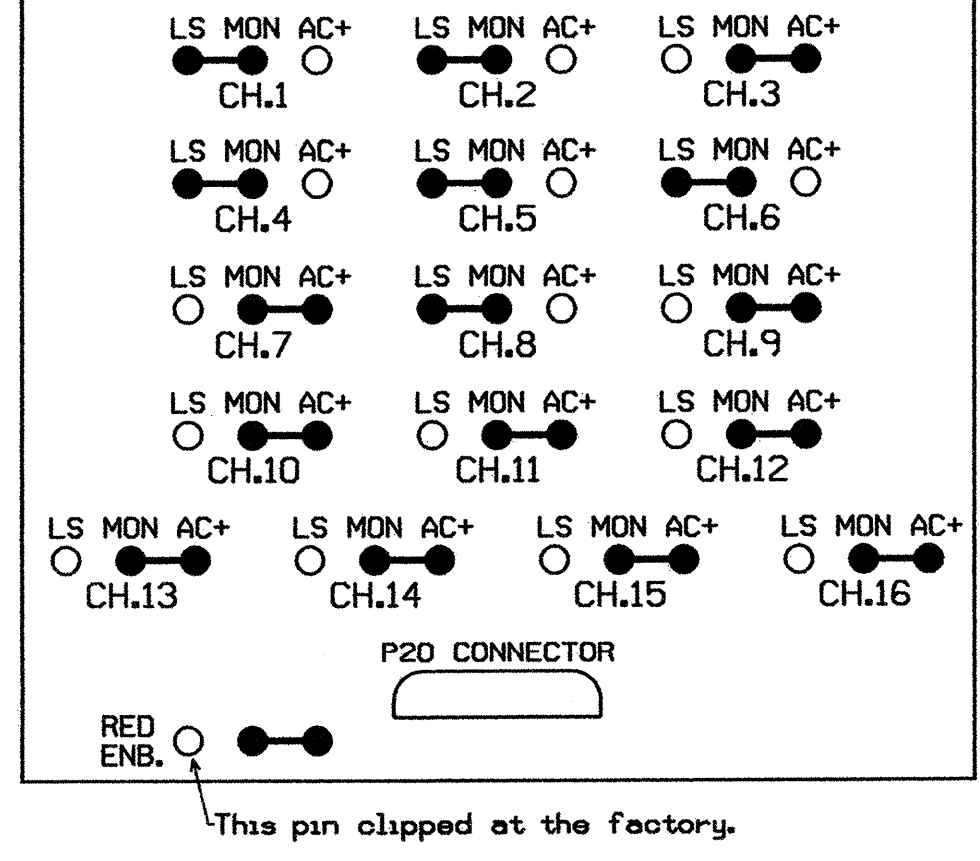 LS MON AC+ LS MON AC+ LS MON AC+
CH.1 CH.2 CH.3
LS MON AC+ LS MON AC+ LS MON AC+
CH.4 CH.5 CH.6
LS MON AC+ LS MON AC+ LS MON AC+
CH.7 CH.8 CH.9
LS MON AC+ LS MON AC+ LS MON AC+
CH.10 CH.11 CH.12
LS MON AC+ LS MON AC+ LS MON AC+ LS MON AC+
CH.13 CH.14 CH.15 CH.16
P20 CONNECTOR
RED
ENB.
This pin clipped at the factory.